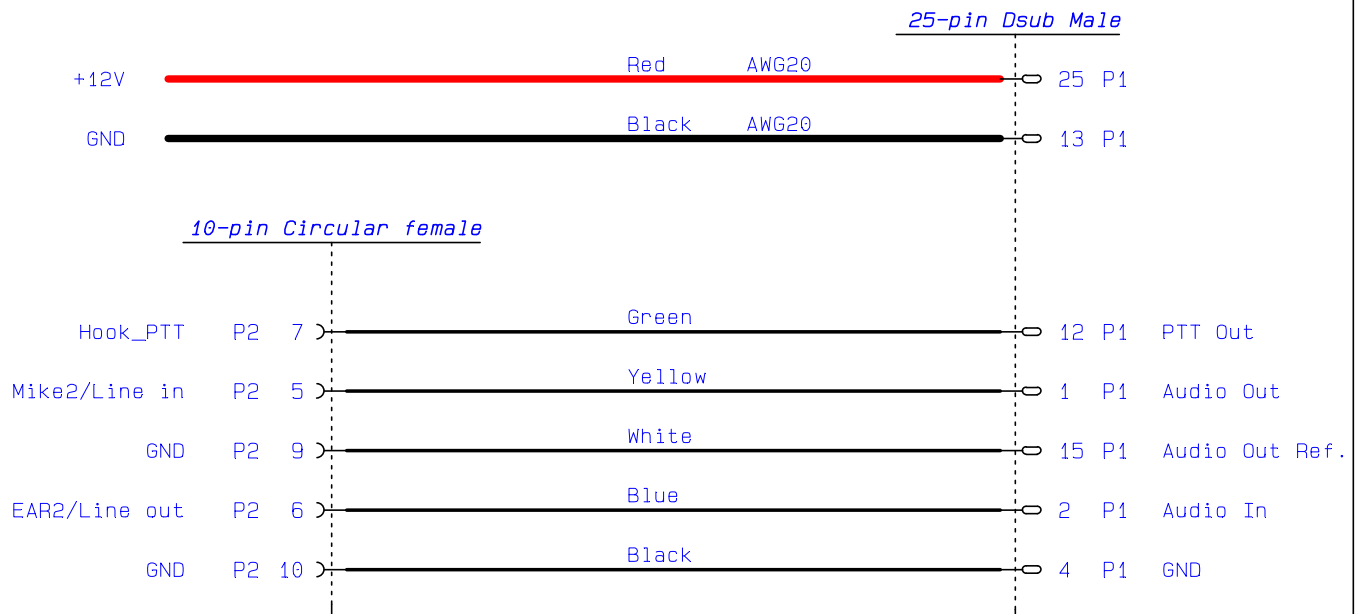 25-pin Dsub Male
+12V Red AWG20 25 P1
GND Black AWG20 13 P1
10-pin Circular female
Hook_PTT P2 7 Green 12 P1 PTT Out
Mike2/Line in P2 5 Yellow 1 P1 Audio Out
GND P2 9 White 15 P1 Audio Out Ref.
EAR2/Line out P2 6 Blue 2 P1 Audio In
GND P2 10 Black 4 P1 GND